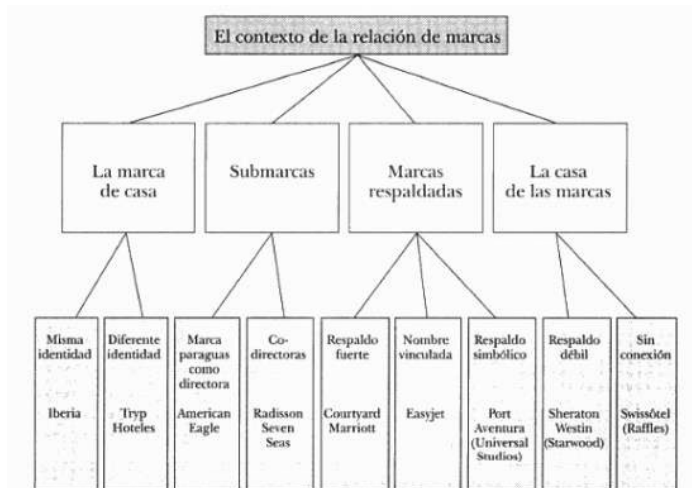 El contexto de la relación de marcas
La marca
de casa
Submarcas
Marcas
respaldadas
La casa
de las marcas
Misma
identidad
Iberia
Diferente
identidad
Tryp
Hoteles
Marca
paraguas
como
directora
American
Eagle
Co-
directoras
Radisson
Seven
Seas
Respaldo
fuerte
Courtyard
Marriott
Nombre
vinculada
Easyjet
Respaldo
simbólico
Port
Aventura
(Universal
Studios)
Respaldo
débil
Sheraton
Westin
(Starwood)
Sin
conexión
Swissôtel
(Raffles)